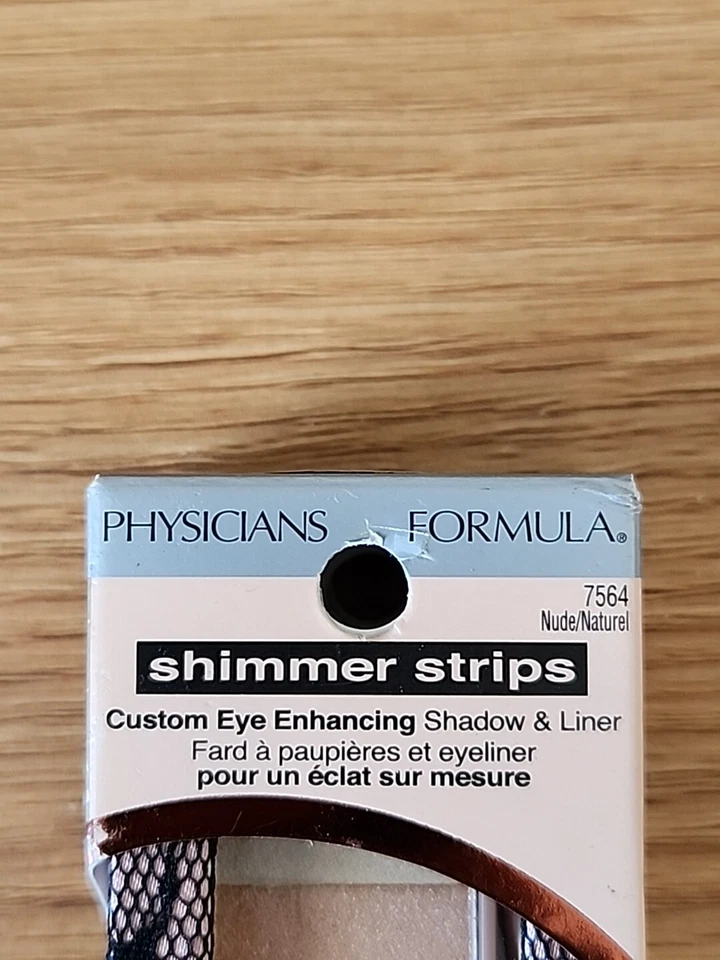 PHYSICIANS FORMULA®
7564
Nude/Naturel
shimmer strips
Custom Eye Enhancing Shadow & Liner
Fard à paupières et eyeliner
pour un éclat sur mesure